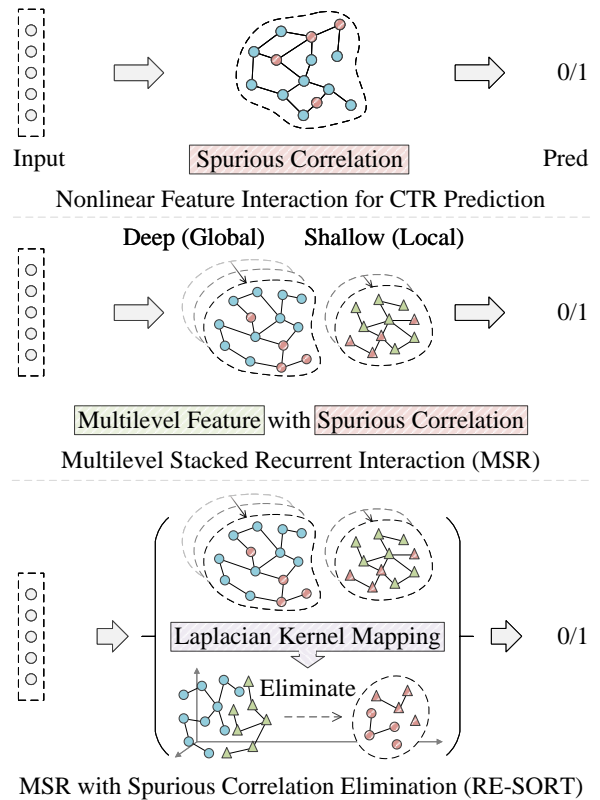 Input
Spurious Correlation
0/1
Pred
Nonlinear Feature Interaction for CTR Prediction
Deep (Global) Shallow (Local)
0/1
Multilevel Feature with Spurious Correlation
Multilevel Stacked Recurrent Interaction (MSR)
Laplacian Kernel Mapping
0/1
Eliminate
MSR with Spurious Correlation Elimination (RE-SORT)